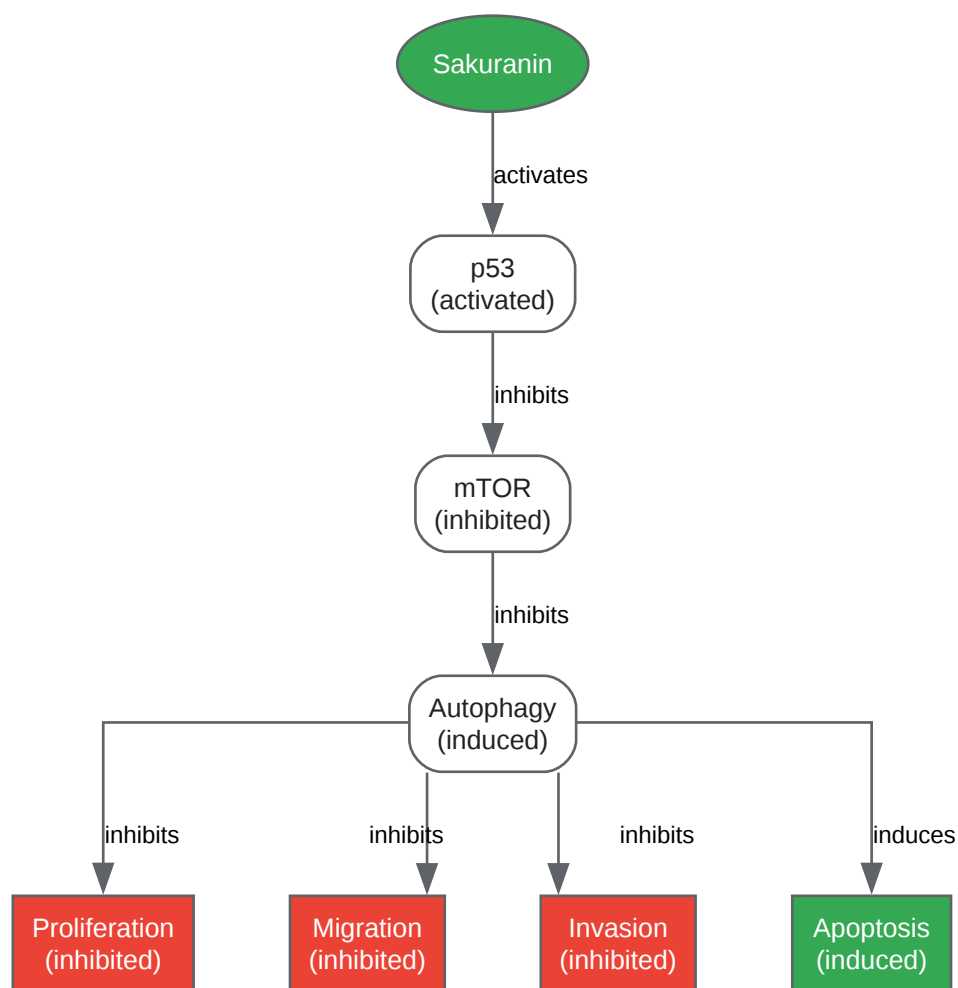 Sakuranin
activates
p53
(activated)
inhibits
mTOR
(inhibited)
inhibits
Autophagy
(induced)
inhibits
inhibits
inhibits
induces
Proliferation
(inhibited)
Migration
(inhibited)
Invasion
(inhibited)
Apoptosis
(induced)